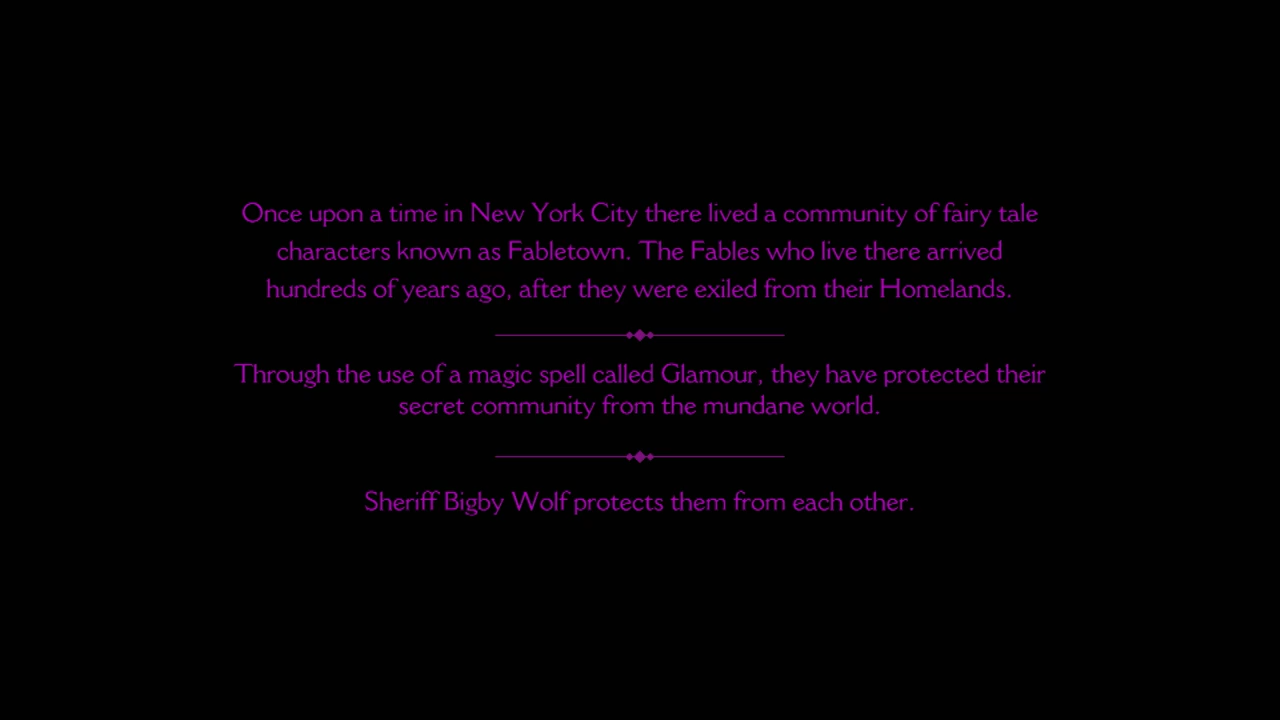 Once upon a time in New York City there lived a community of fairy tale
characters known as Fabletown. The Fables who live there arrived
hundreds of years ago, after they were exiled from their Homelands.
Through the use of a magic spell called Glamour, they have protected their
secret community from the mundane world.
Sheriff Bigby Wolf protects them from each other.